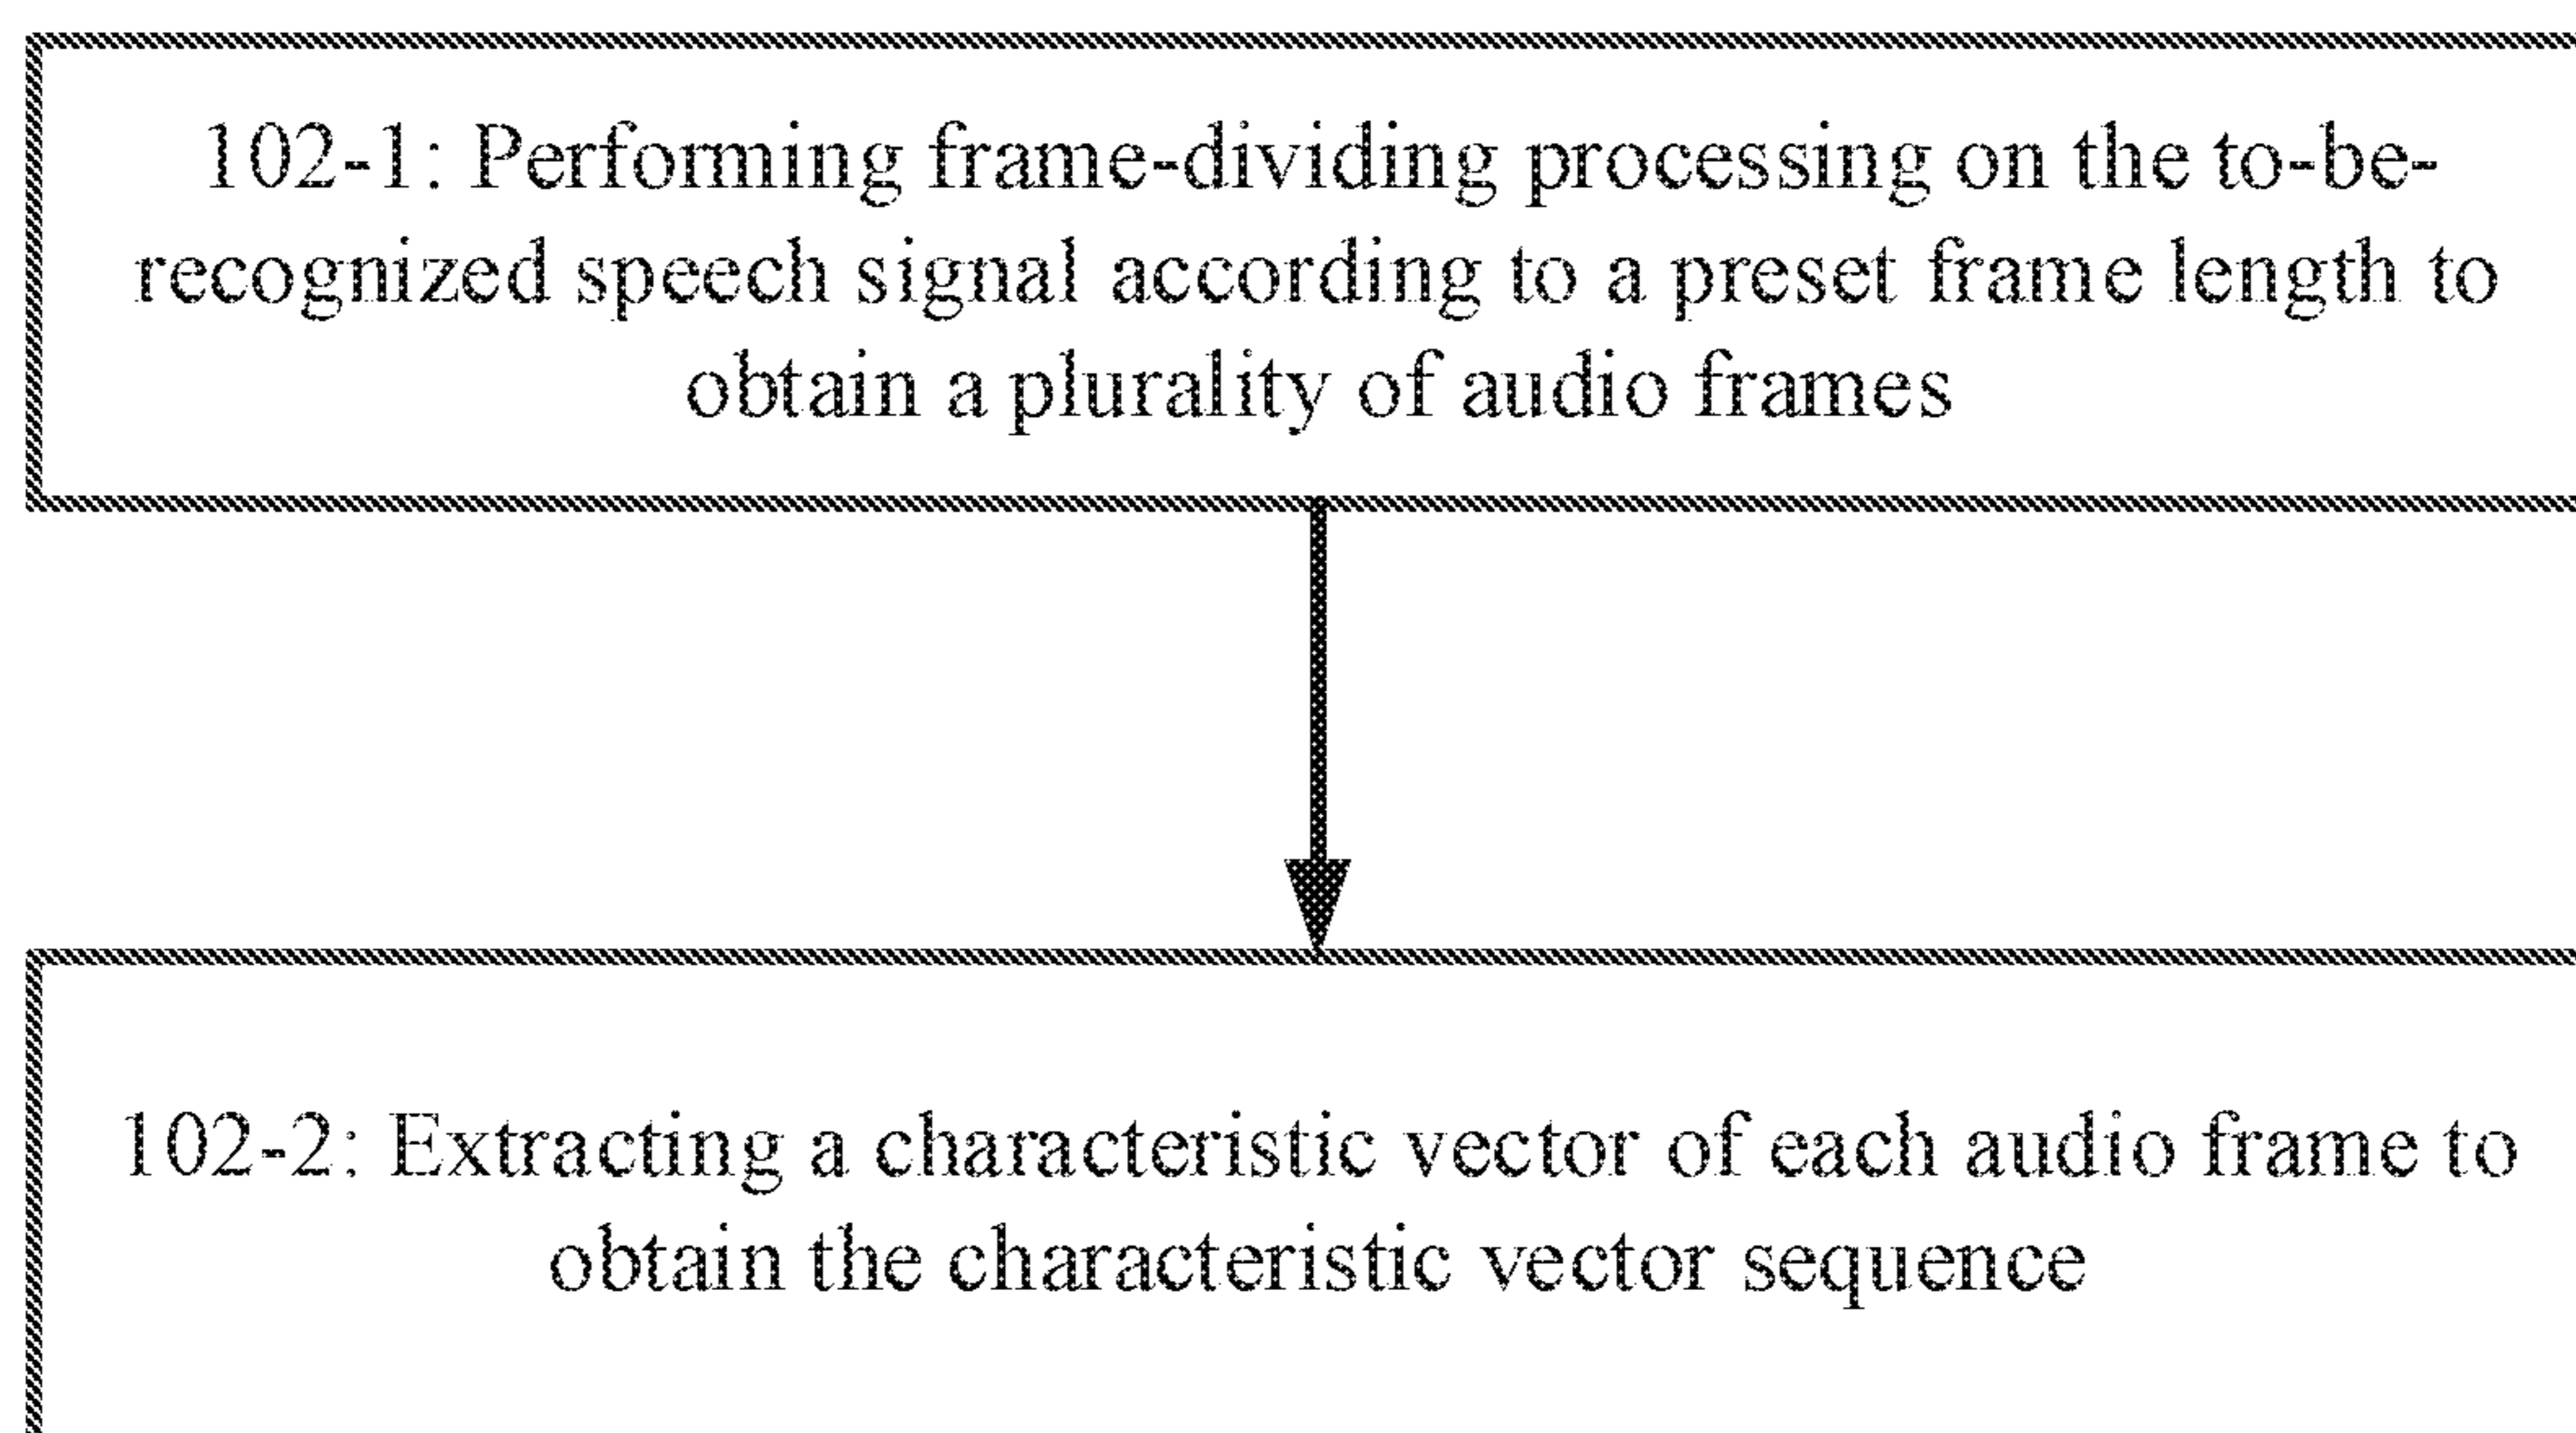 102-1: Performing frame-dividing processing on the to-be-
recognized speech signal according to a preset frame length to
obtain a plurality of audio frames
102-2: Extracting a characteristic vector of each audio frame to
obtain the characteristic vector sequence